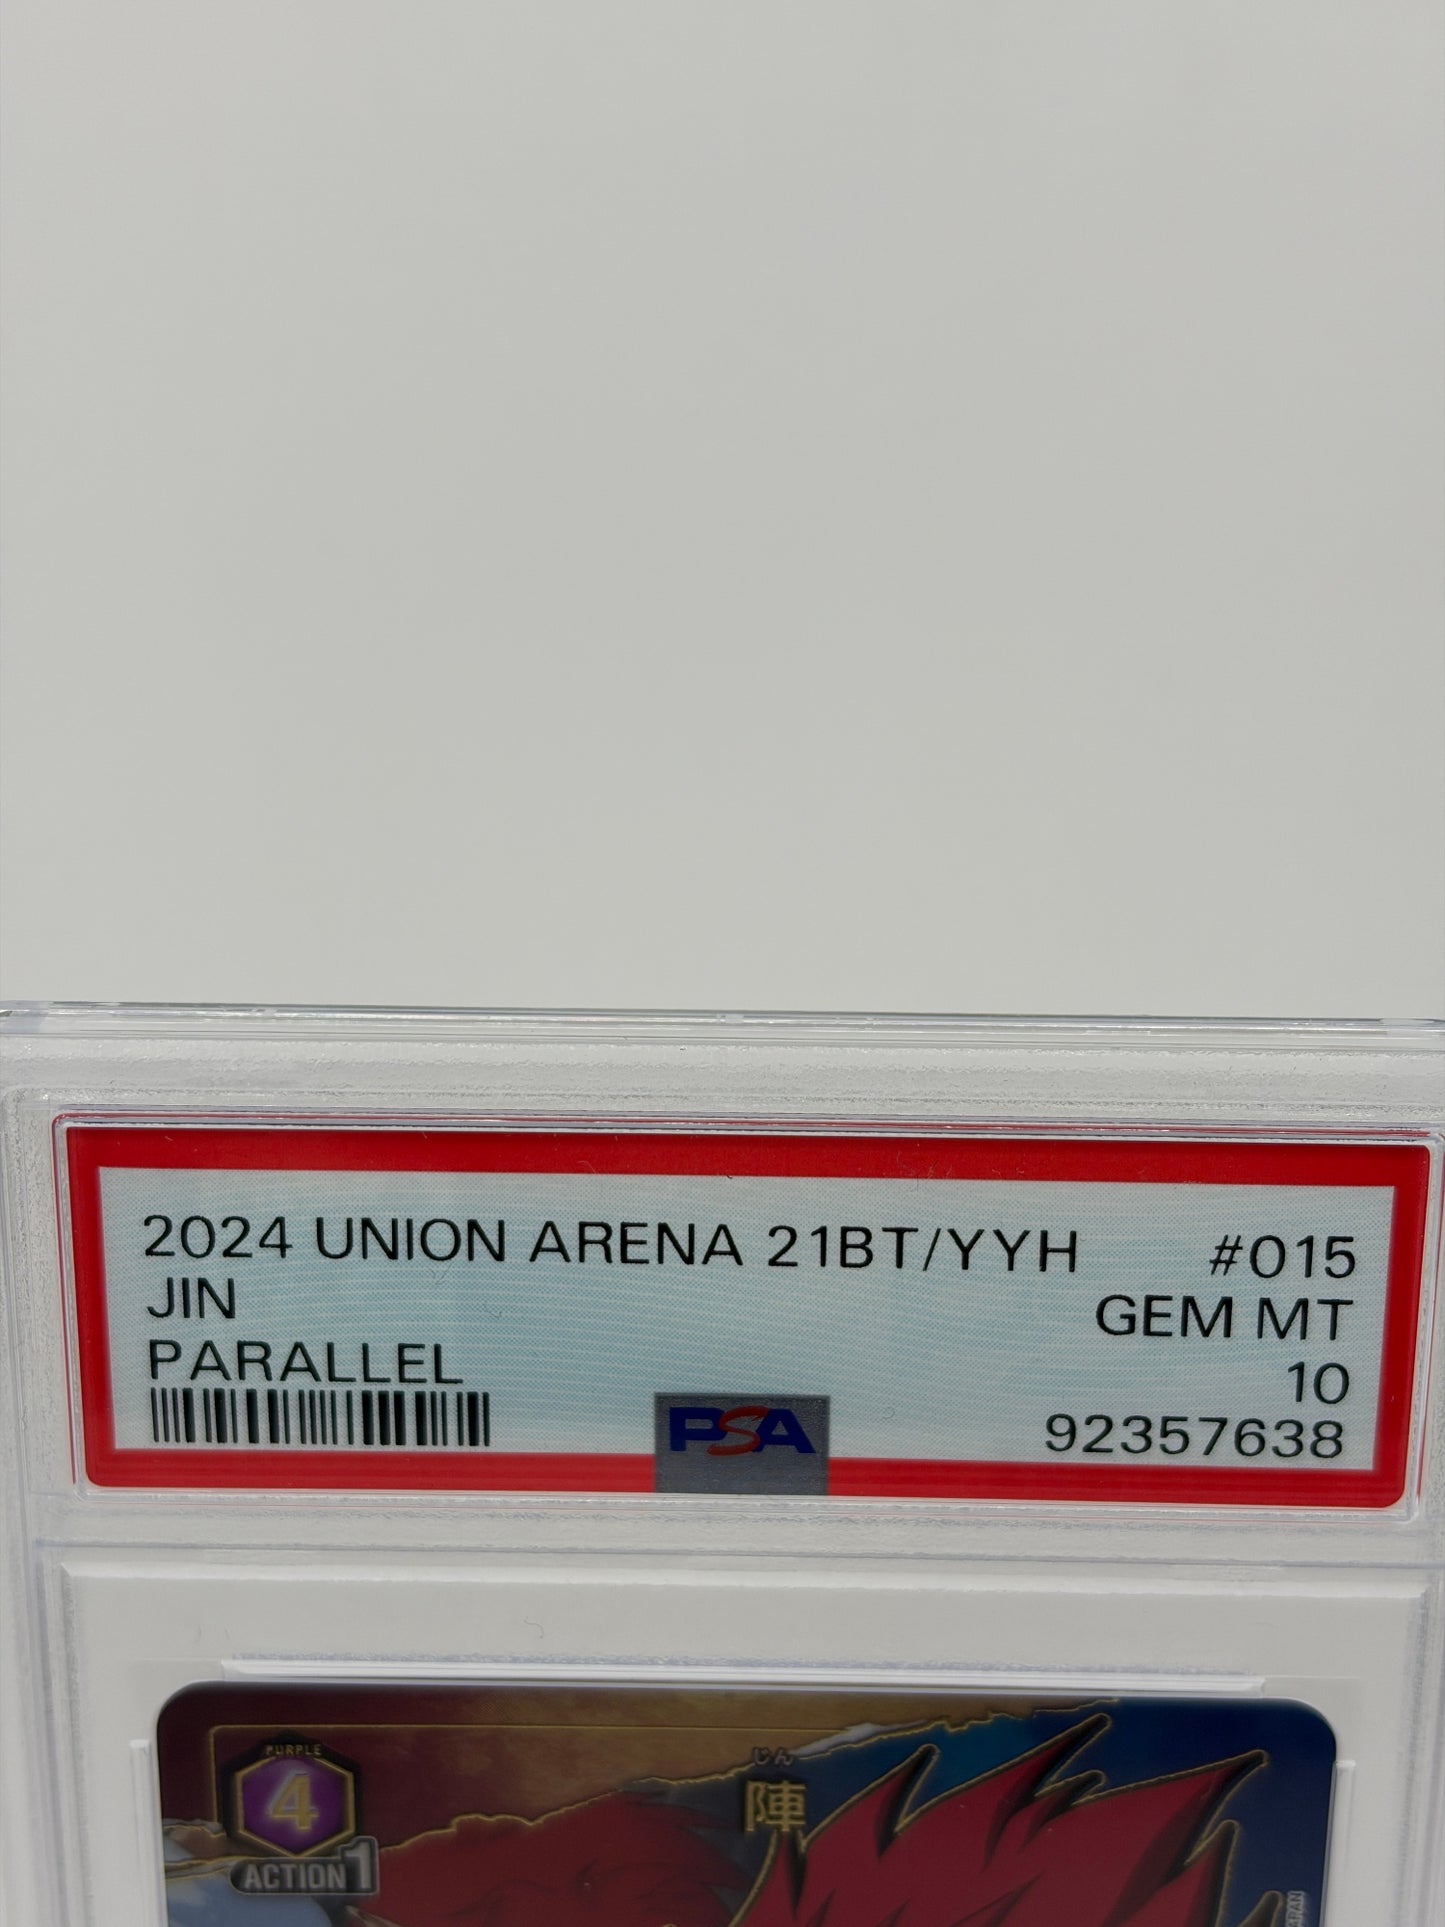 2024 UNION ARENA 21BT/YYH #015
JIN GEM MT
PARALLEL 10
PSA 92357638
PURPLE
4
ACTION 1
じん
陣